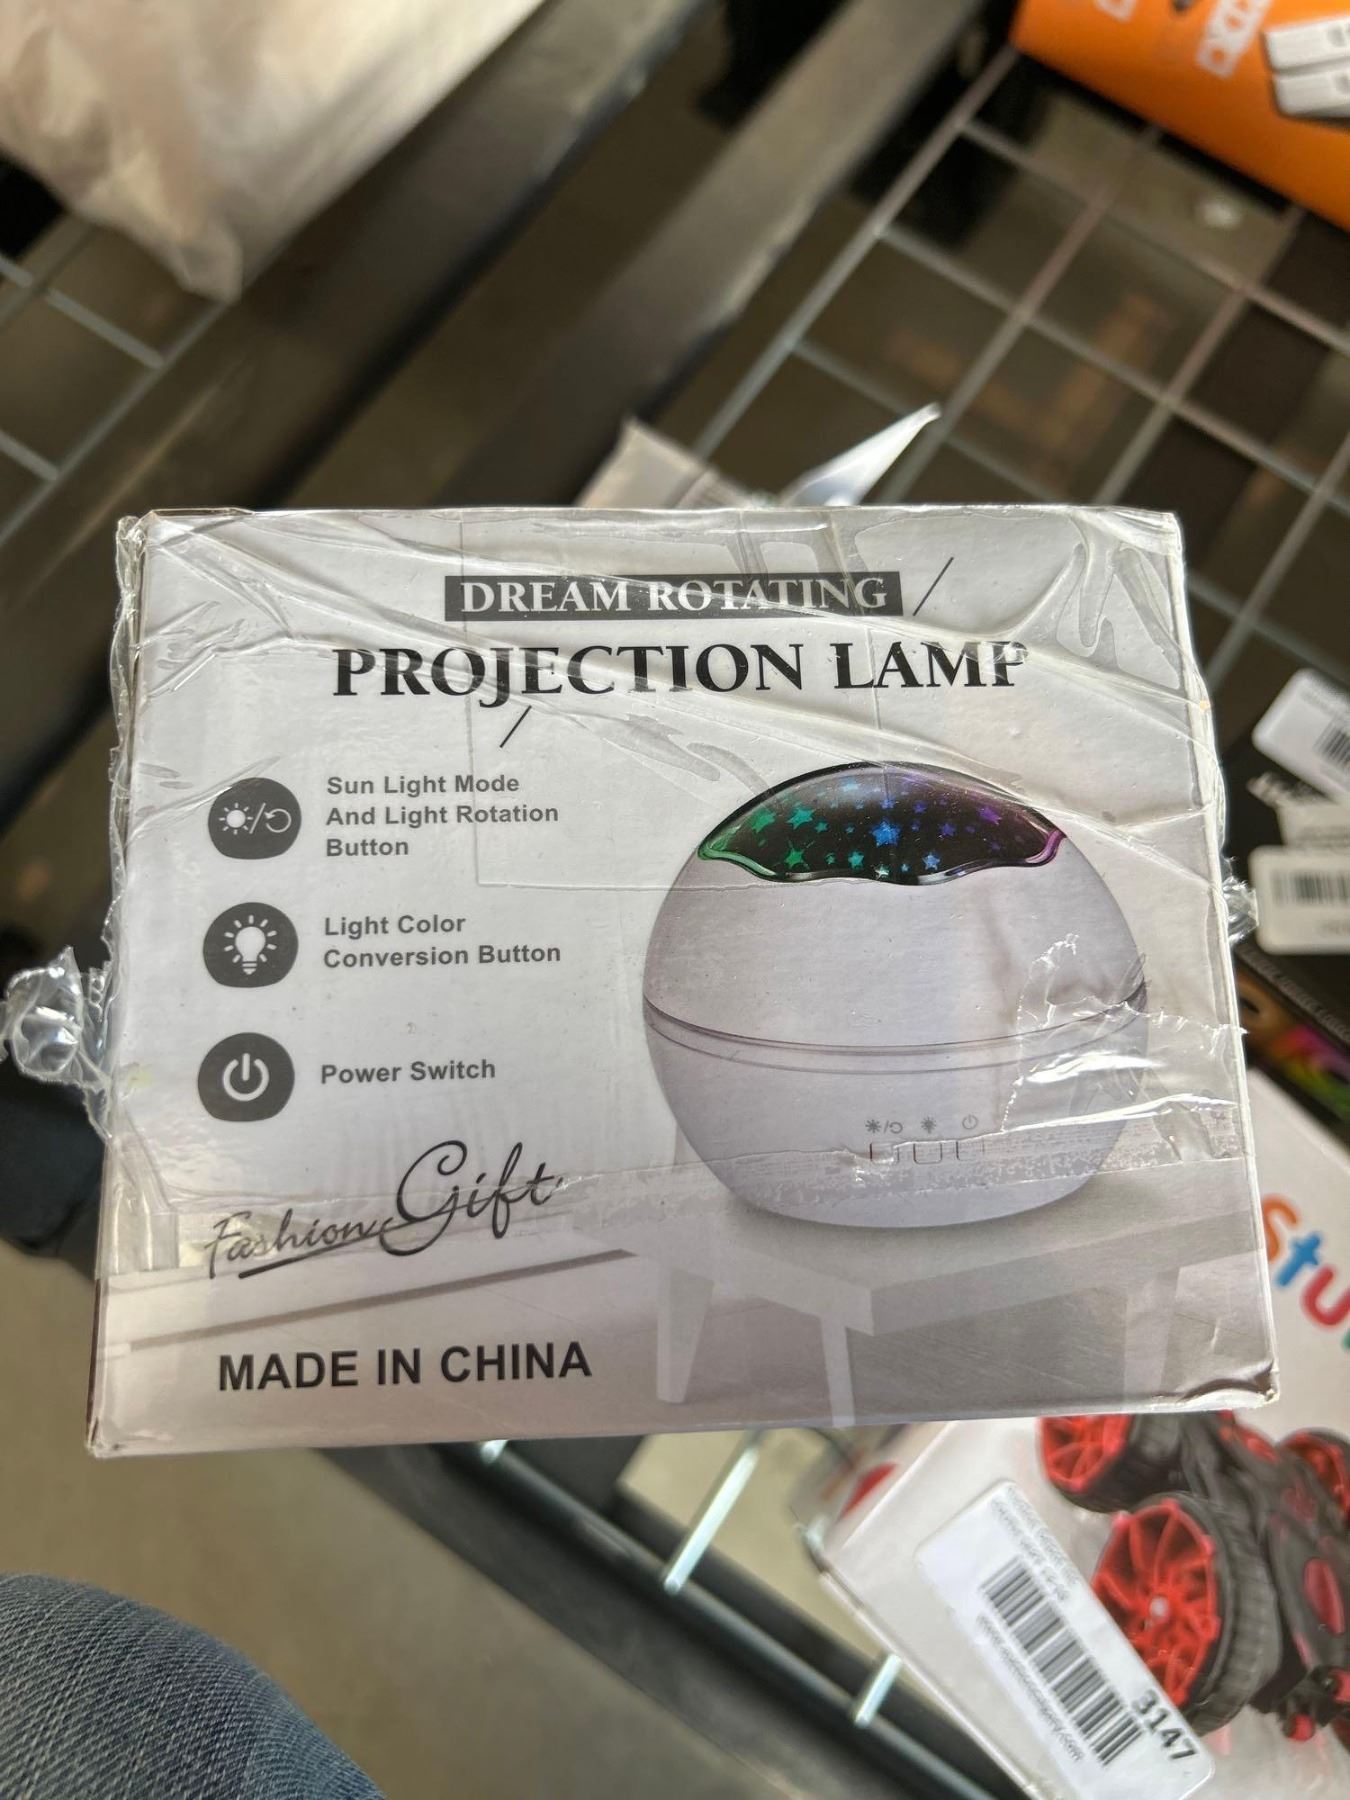 DREAM ROTATING
PROJECTION LAMP
Sun Light Mode
And Light Rotation
Button
Light Color
Conversion Button
Power Switch
Fashion Gift
MADE IN CHINA
Stu
3147